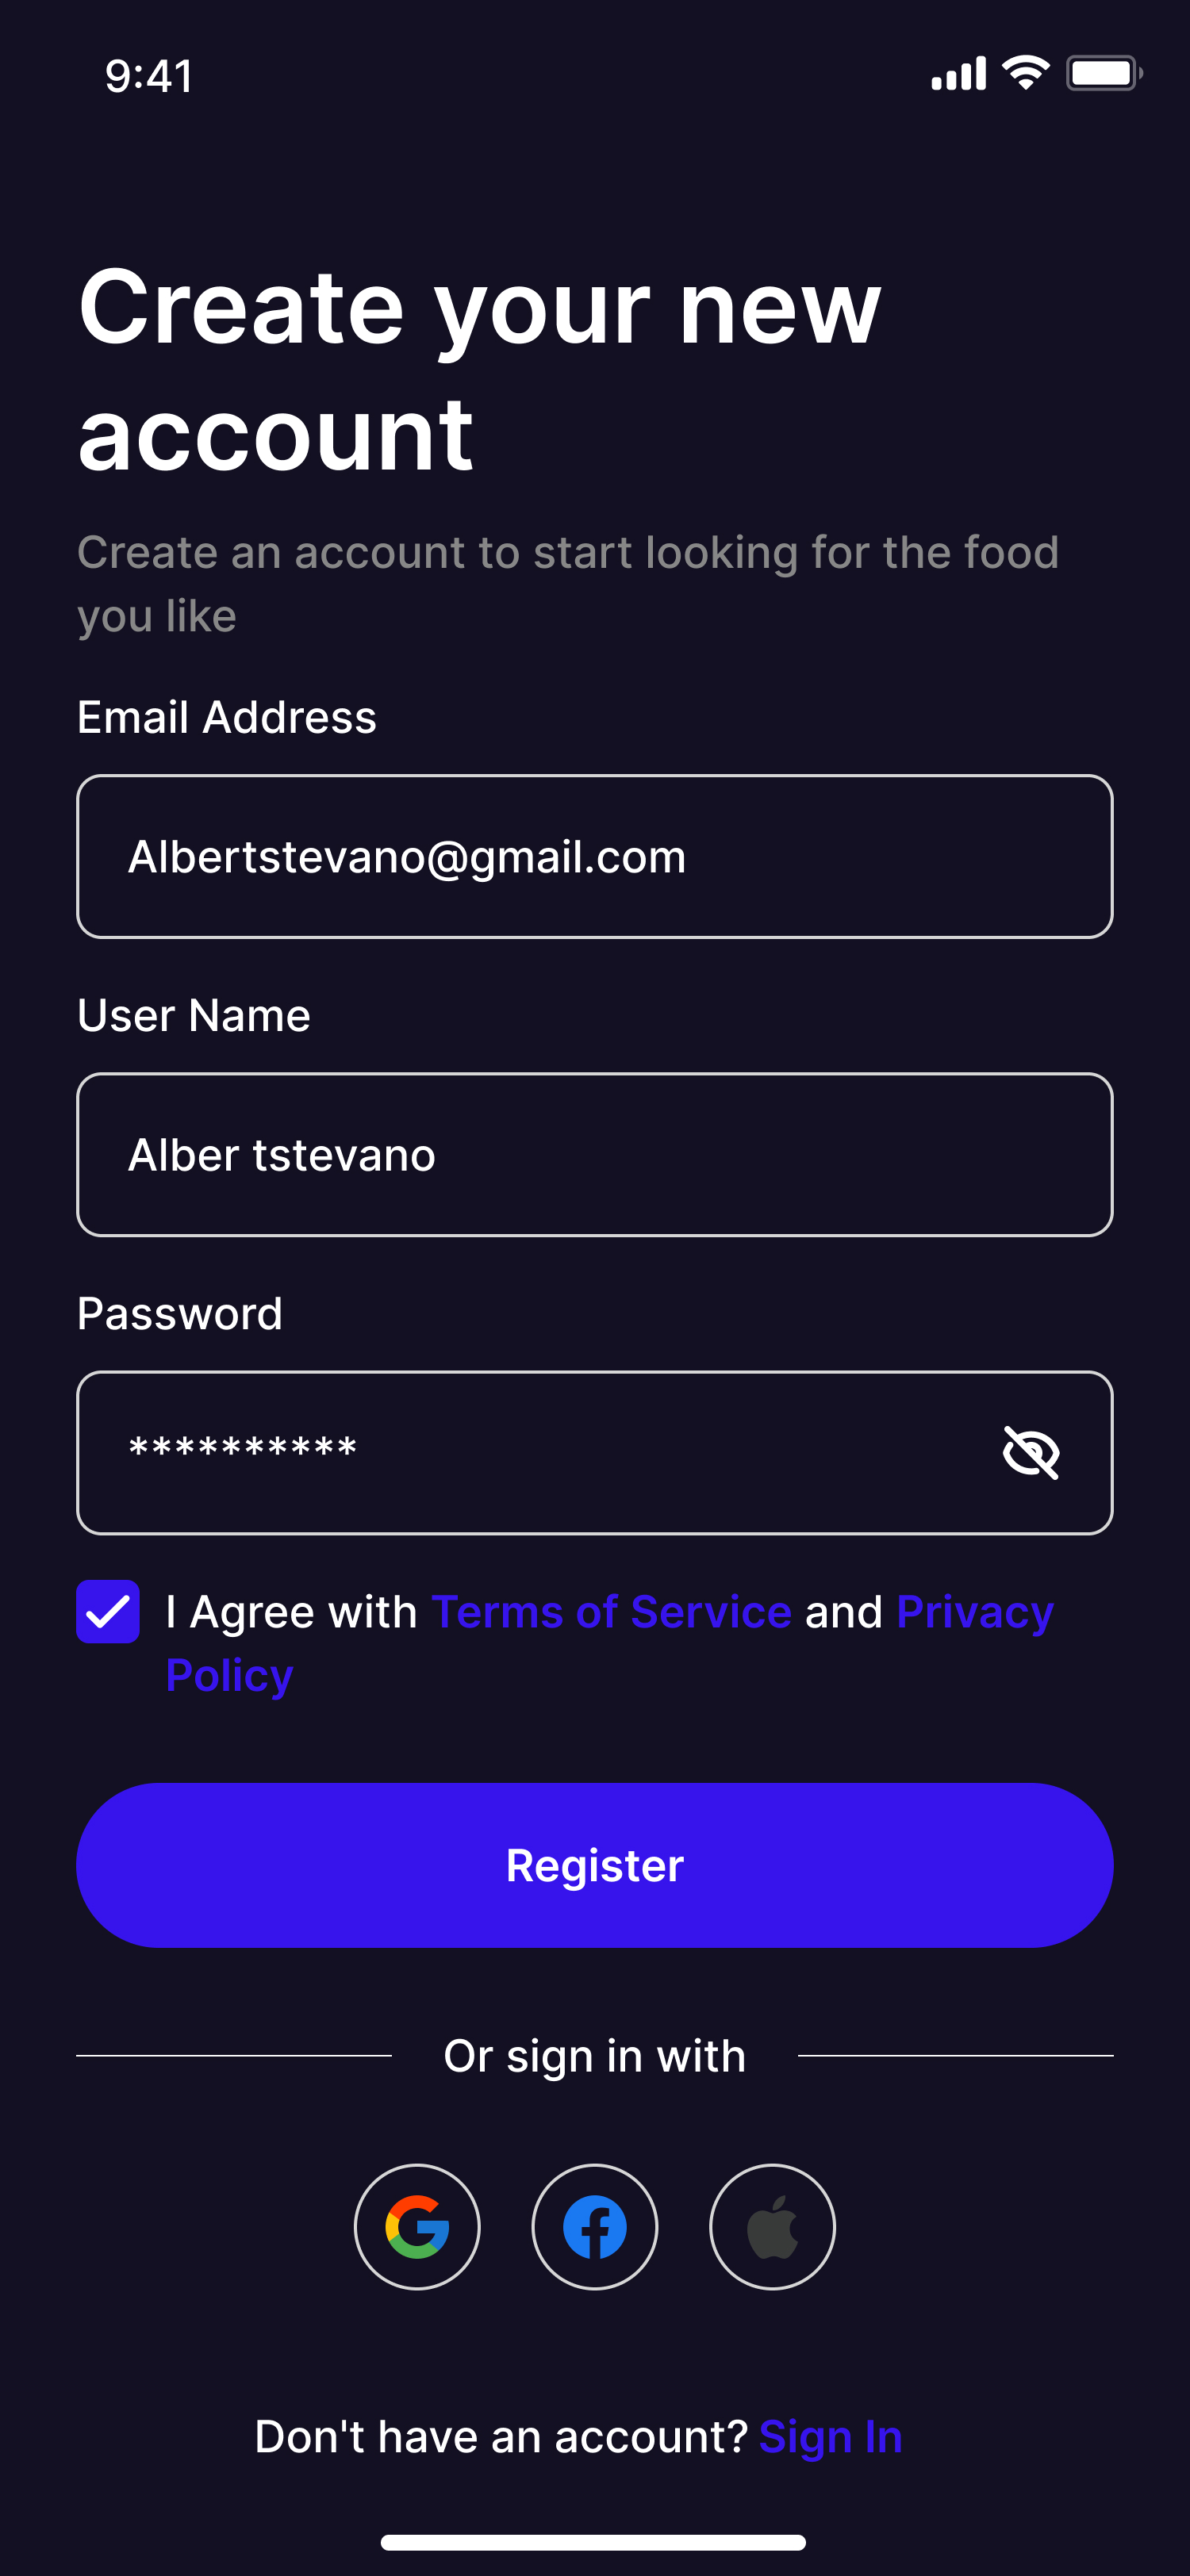 9:41
Create your new
account
Create an account to start looking for the food
you like
Email Address
Albertstevano@gmail.com
User Name
Alber tstevano
Password
**********
I Agree with Terms of Service and Privacy
Policy
Register
Or sign in with
Don't have an account? Sign In